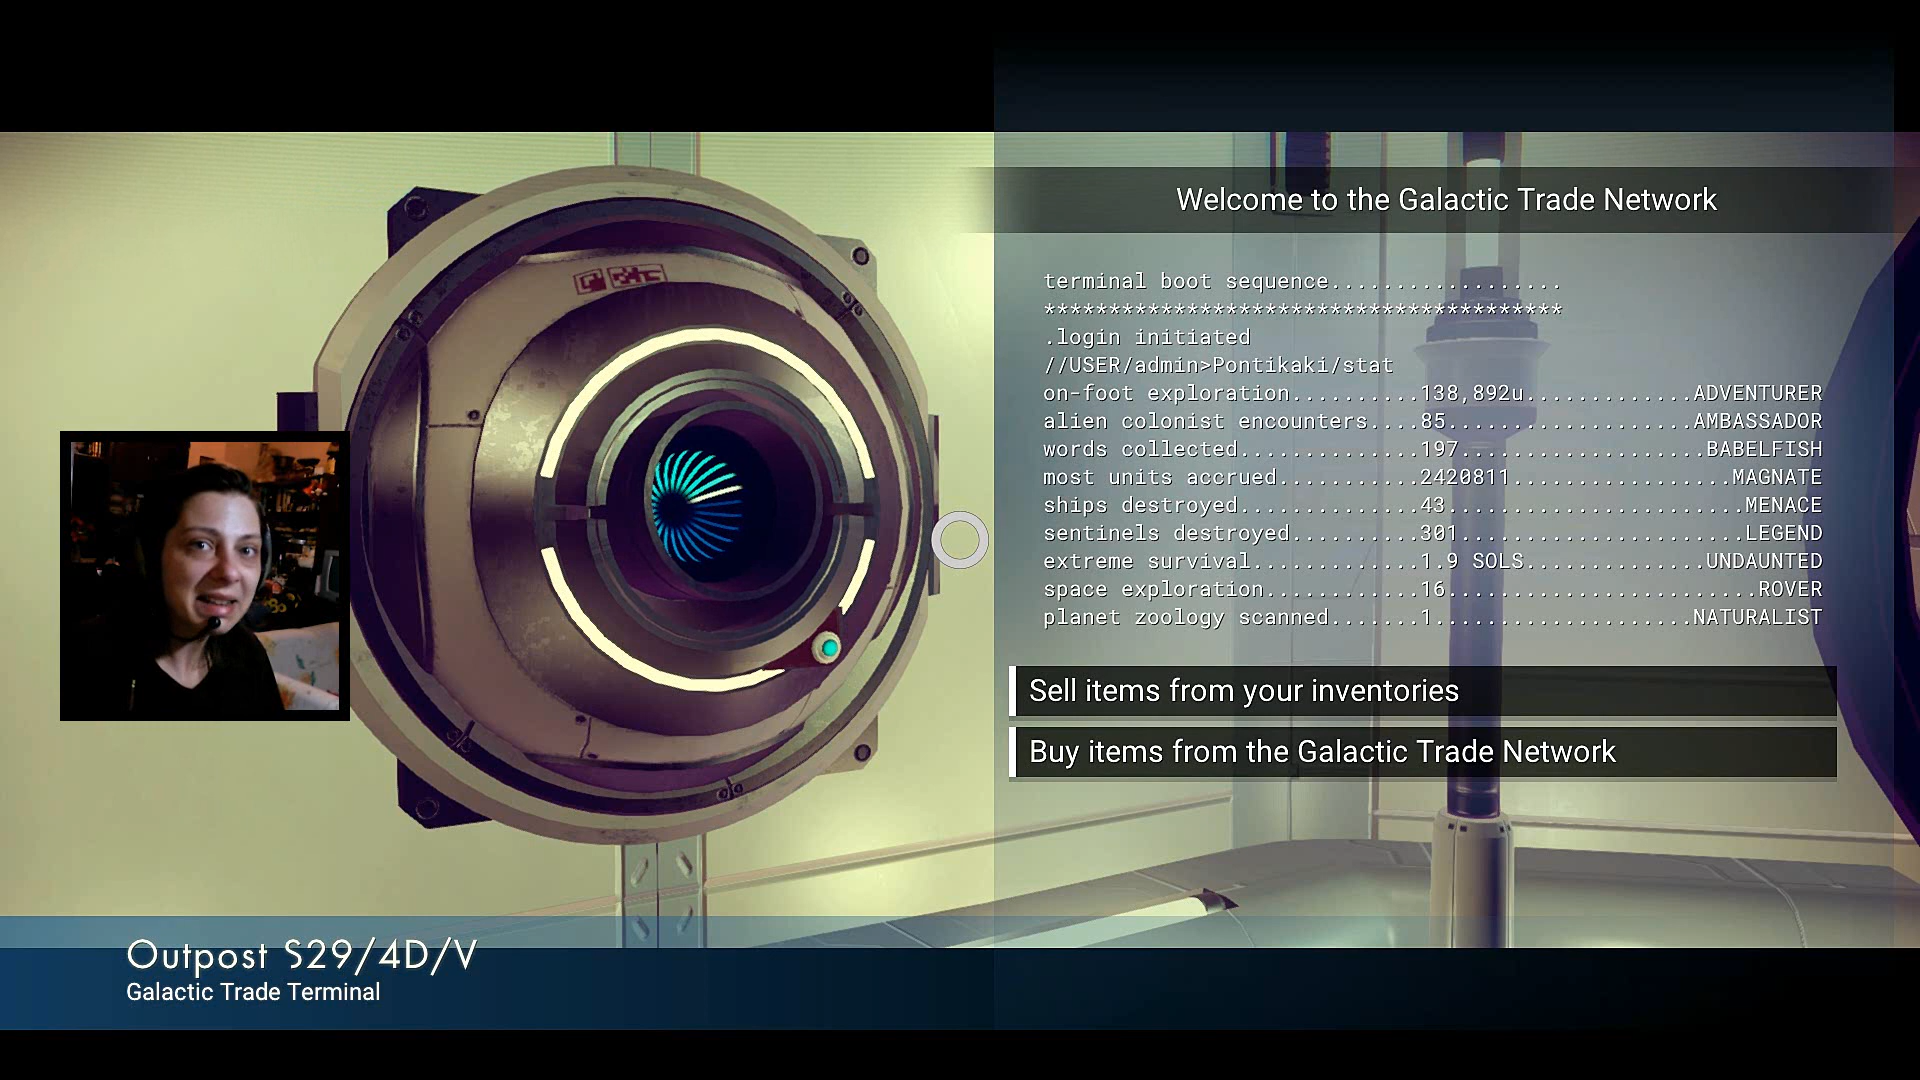 Welcome to the Galactic Trade Network
terminal boot sequence..................
****************************************
.login initiated
//USER/admin>Pontikaki/stat
on-foot exploration..........138,892u.............ADVENTURER
alien colonist encounters....85...................AMBASSADOR
words collected..............197...................BABELFISH
most units accrued...........2420811.................MAGNATE
ships destroyed..............43.......................MENACE
sentinels destroyed..........301......................LEGEND
extreme survival.............1.9 SOLS..............UNDAUNTED
space exploration............16........................ROVER
planet zoology scanned.......1....................NATURALIST
Sell items from your inventories
Buy items from the Galactic Trade Network
Outpost S29/4D/V
Galactic Trade Terminal